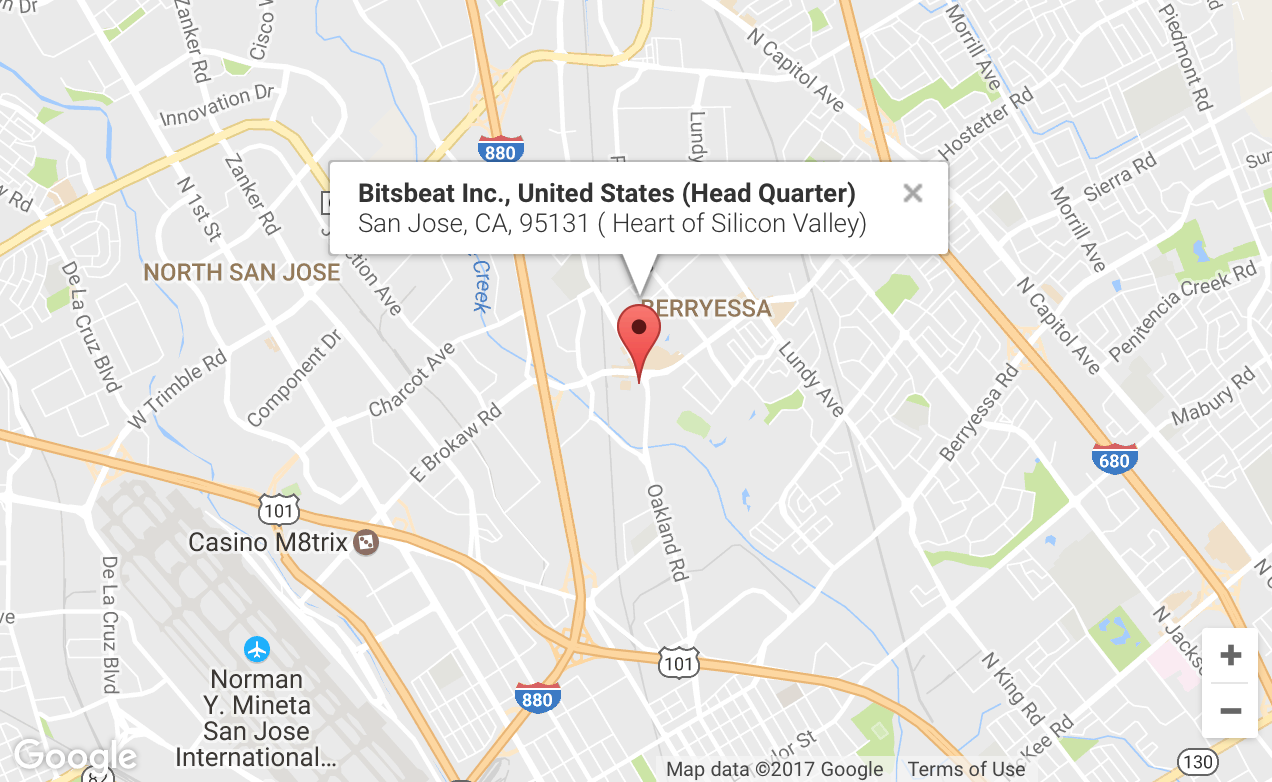 Zanker Rd
Cisco
Innovation Dr
N Capitol Ave
Morrill Ave
Piedmont Rd
Hostetter Rd
Sierra Rd
880
Lundy
Bitsbeat Inc., United States (Head Quarter)
San Jose, CA, 95131 ( Heart of Silicon Valley)
N 1st St
Zanker Rd
Morrill Ave
NORTH SAN JOSE
Creek
BERRYESSA
De La Cruz Blvd
N Capitol Ave
Penitencia Creek Rd
W Trimble Rd
Component Dr
Charcot Ave
Lundy Ave
Berryessa Rd
Mabury Rd
E Brokaw Rd
680
101
Oakland Rd
Casino M8trix
De La Cruz Blvd
101
880
N King Rd
N Jackso
Norman
Y. Mineta
San Jose
International...
Google
130
Map data ©2017 Google
Terms of Use